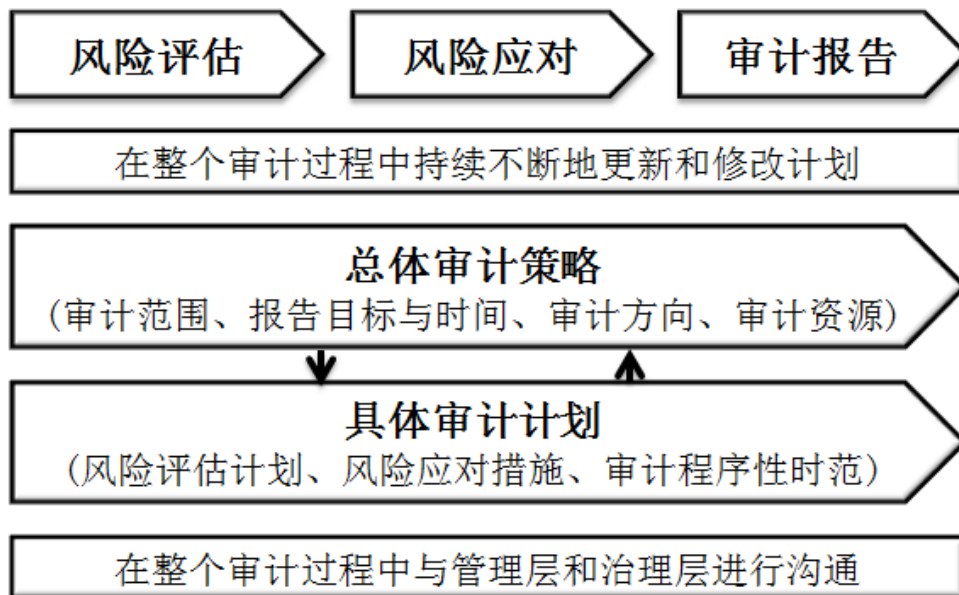 风险评估
风险应对
审计报告
在整个审计过程中持续不断地更新和修改计划
总体审计策略
(审计范围、报告目标与时间、审计方向、审计资源)
具体审计计划
(风险评估计划、风险应对措施、审计程序性时范)
在整个审计过程中与管理层和治理层进行沟通